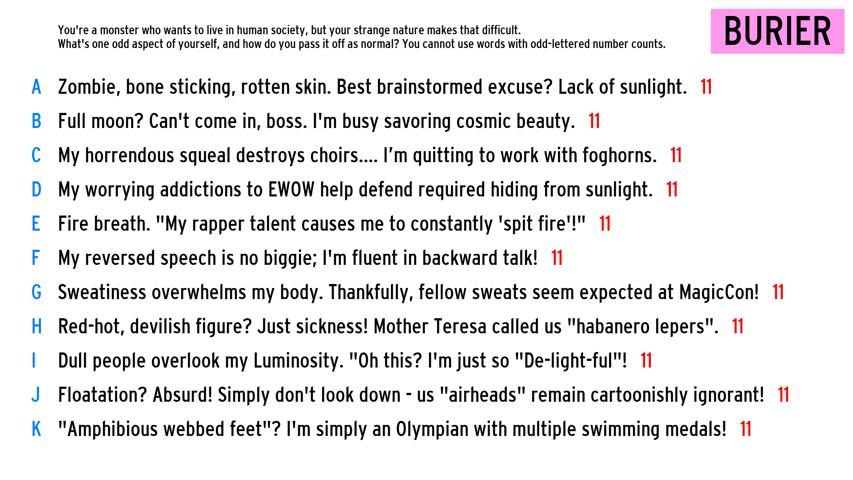 You're a monster who wants to live in human society, but your strange nature makes that difficult.
What's one odd aspect of yourself, and how do you pass it off as normal? You cannot use words with odd-lettered number counts.
BURIER
A Zombie, bone sticking, rotten skin. Best brainstormed excuse? Lack of sunlight. 11
B Full moon? Can't come in, boss. I'm busy savoring cosmic beauty. 11
C My horrendous squeal destroys choirs.... I'm quitting to work with foghorns. 11
D My worrying addictions to EWOW help defend required hiding from sunlight. 11
E Fire breath. "My rapper talent causes me to constantly 'spit fire'!" 11
F My reversed speech is no biggie; I'm fluent in backward talk! 11
G Sweatiness overwhelms my body. Thankfully, fellow sweats seem expected at MagicCon! 11
H Red-hot, devilish figure? Just sickness! Mother Teresa called us "habanero lepers". 11
I Dull people overlook my Luminosity. "Oh this? I'm just so "De-light-ful"! 11
J Floatation? Absurd! Simply don't look down - us "airheads" remain cartoonishly ignorant! 11
K "Amphibious webbed feet"? I'm simply an Olympian with multiple swimming medals! 11